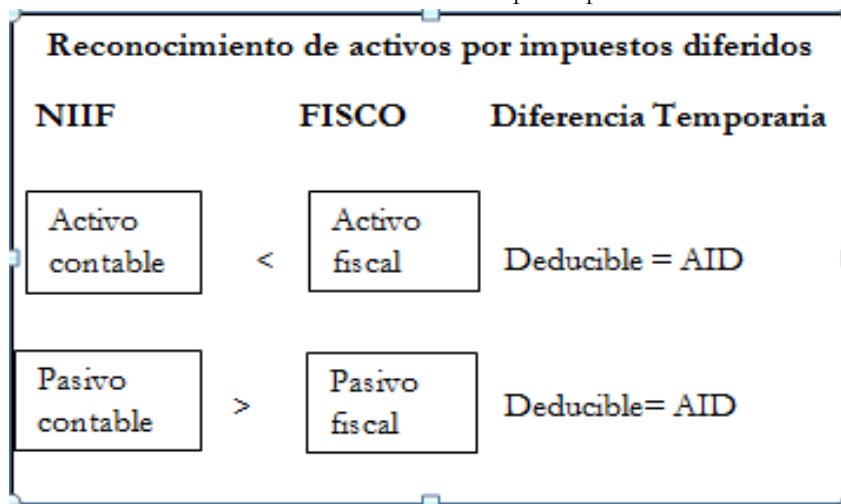 Reconocimiento de activos por impuestos diferidos
NIIF FISCO Diferencia Temporaria
Activo contable < Activo fiscal Deducible = AID
Pasivo contable > Pasivo fiscal Deducible= AID